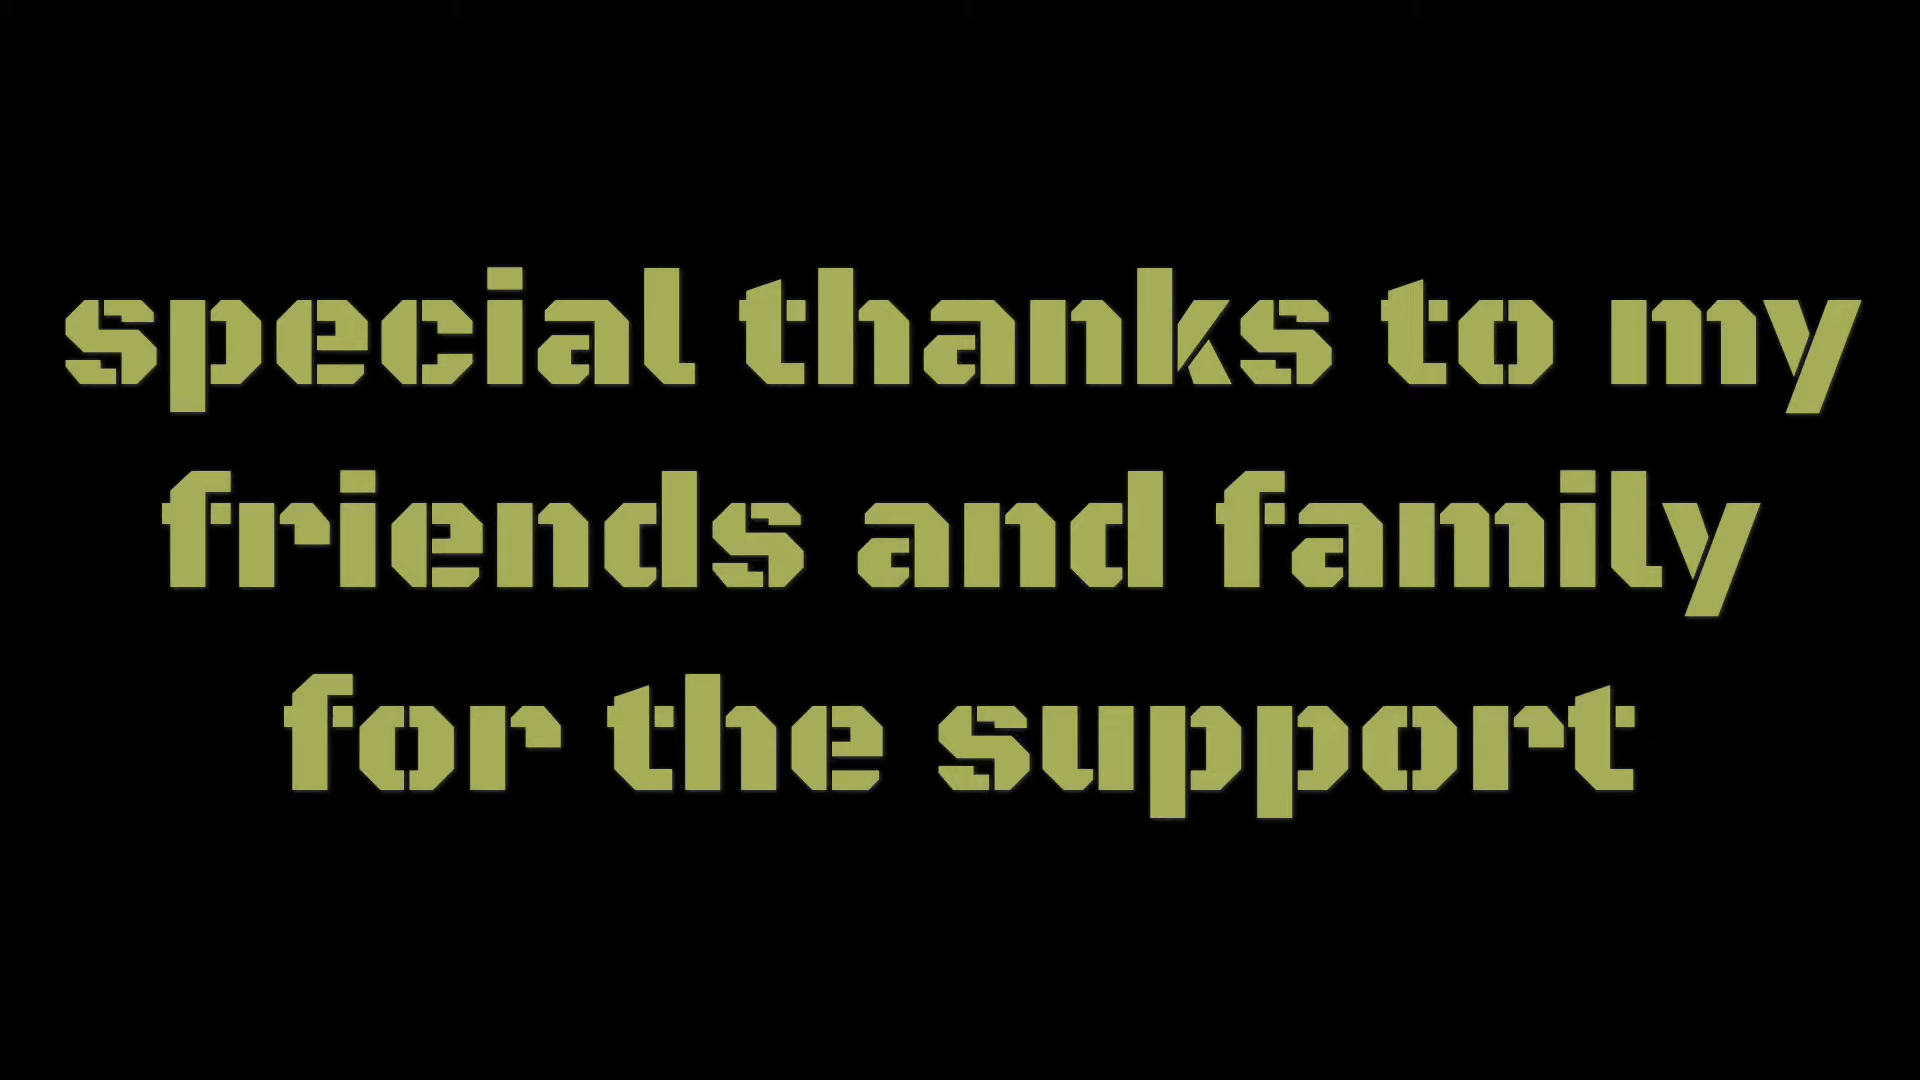 special thanks to my
friends and family
for the support